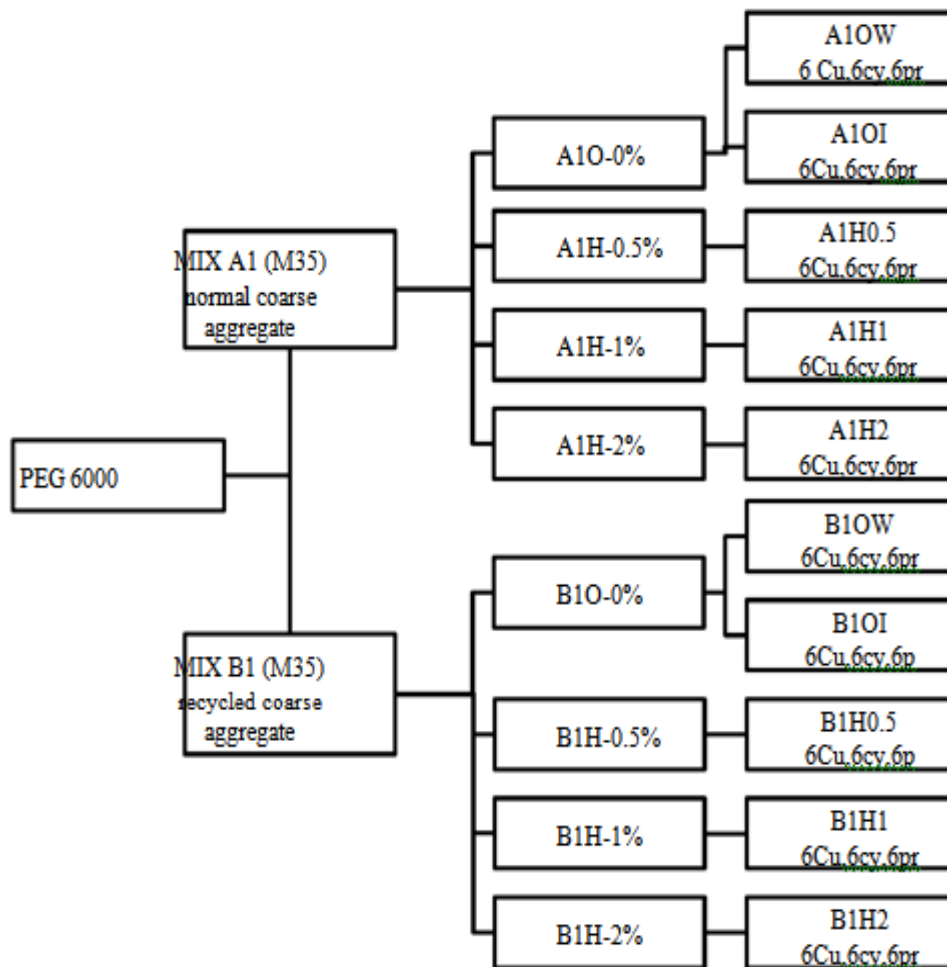 PEG 6000
MIX A1 (M35)
normal coarse
aggregate
A1O-0%
A1OW
6 Cu,6cy,6pr
A1OI
6Cu,6cy,6pr
A1H-0.5%
A1H0.5
6Cu,6cy,6pr
A1H-1%
A1H1
6Cu,6cy,6pr
A1H-2%
A1H2
6Cu,6cy,6pr
MIX B1 (M35)
recycled coarse
aggregate
B1O-0%
B1OW
6Cu,6cy,6pr
B1OI
6Cu,6cy,6p
B1H-0.5%
B1H0.5
6Cu,6cy,6p
B1H-1%
B1H1
6Cu,6cy,6pr
B1H-2%
B1H2
6Cu,6cy,6pr